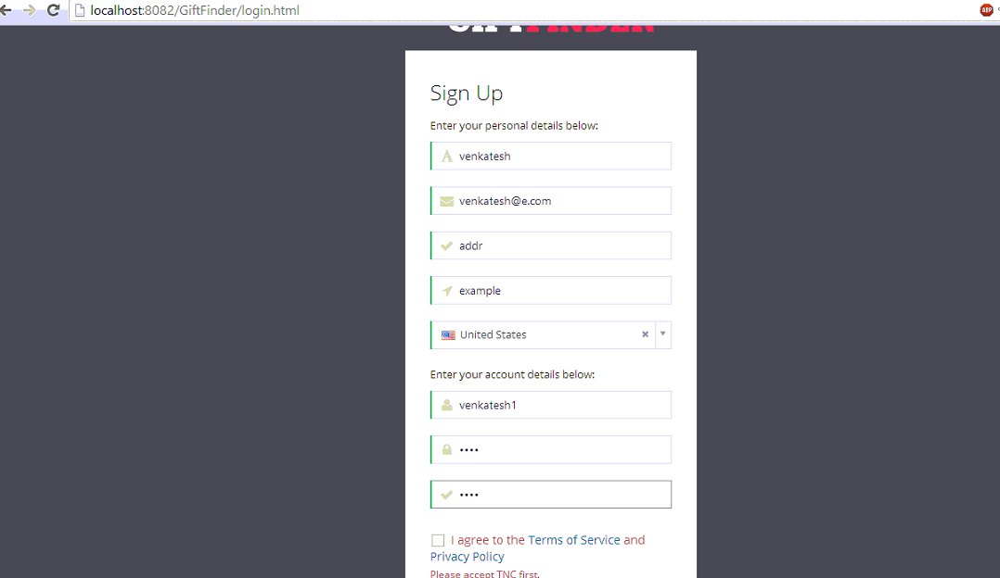 localhost:8082/GiftFinder/login.html
ABP
GIFTFINDER
Sign Up
Enter your personal details below:
venkatesh
venkatesh@e.com
addr
example
United States
Enter your account details below:
venkatesh1
••••
••••
I agree to the Terms of Service and
Privacy Policy
Please accept TNC first.